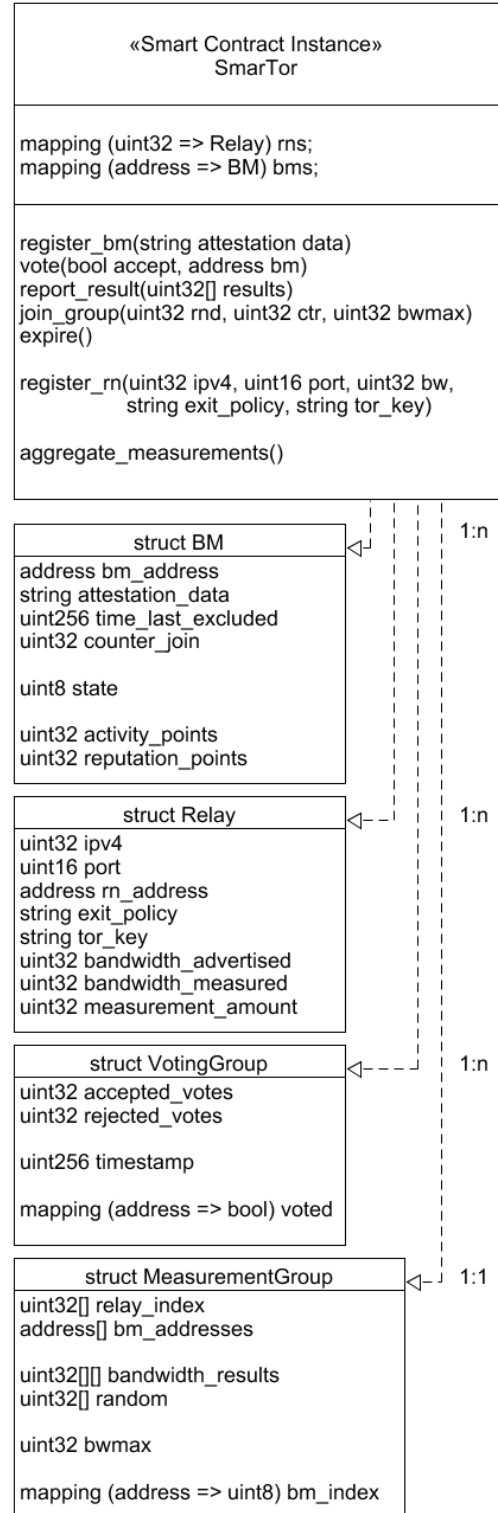 «Smart Contract Instance»
SmarTor
mapping (uint32 => Relay) rns;
mapping (address => BM) bms;
register_bm(string attestation data)
vote(bool accept, address bm)
report_result(uint32[] results)
join_group(uint32 rnd, uint32 ctr, uint32 bwmax)
expire()
register_rn(uint32 ipv4, uint16 port, uint32 bw,
string exit_policy, string tor_key)
aggregate_measurements()
1:n
struct BM
address bm_address
string attestation_data
uint256 time_last_excluded
uint32 counter_join
uint8 state
uint32 activity_points
uint32 reputation_points
struct Relay
1:n
uint32 ipv4
uint16 port
address rn_address
string exit_policy
string tor_key
uint32 bandwidth_advertised
uint32 bandwidth_measured
uint32 measurement_amount
struct VotingGroup
1:n
uint32 accepted_votes
uint32 rejected_votes
uint256 timestamp
mapping (address => bool) voted
struct MeasurementGroup
1:1
uint32[] relay_index
address[] bm_addresses
uint32[][] bandwidth_results
uint32[] random
uint32 bwmax
mapping (address => uint8) bm_index